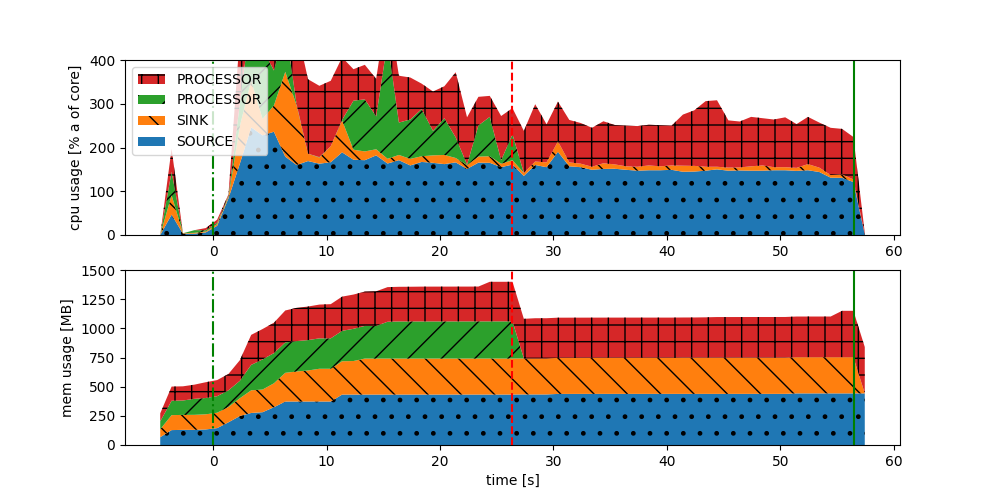 cpu usage [% a of core]
400
300
200
100
0
PROCESSOR
PROCESSOR
SINK
SOURCE
0 10 20 30 40 50 60
mem usage [MB]
1500
1250
1000
750
500
250
0
0 10 20 30 40 50 60
time [s]